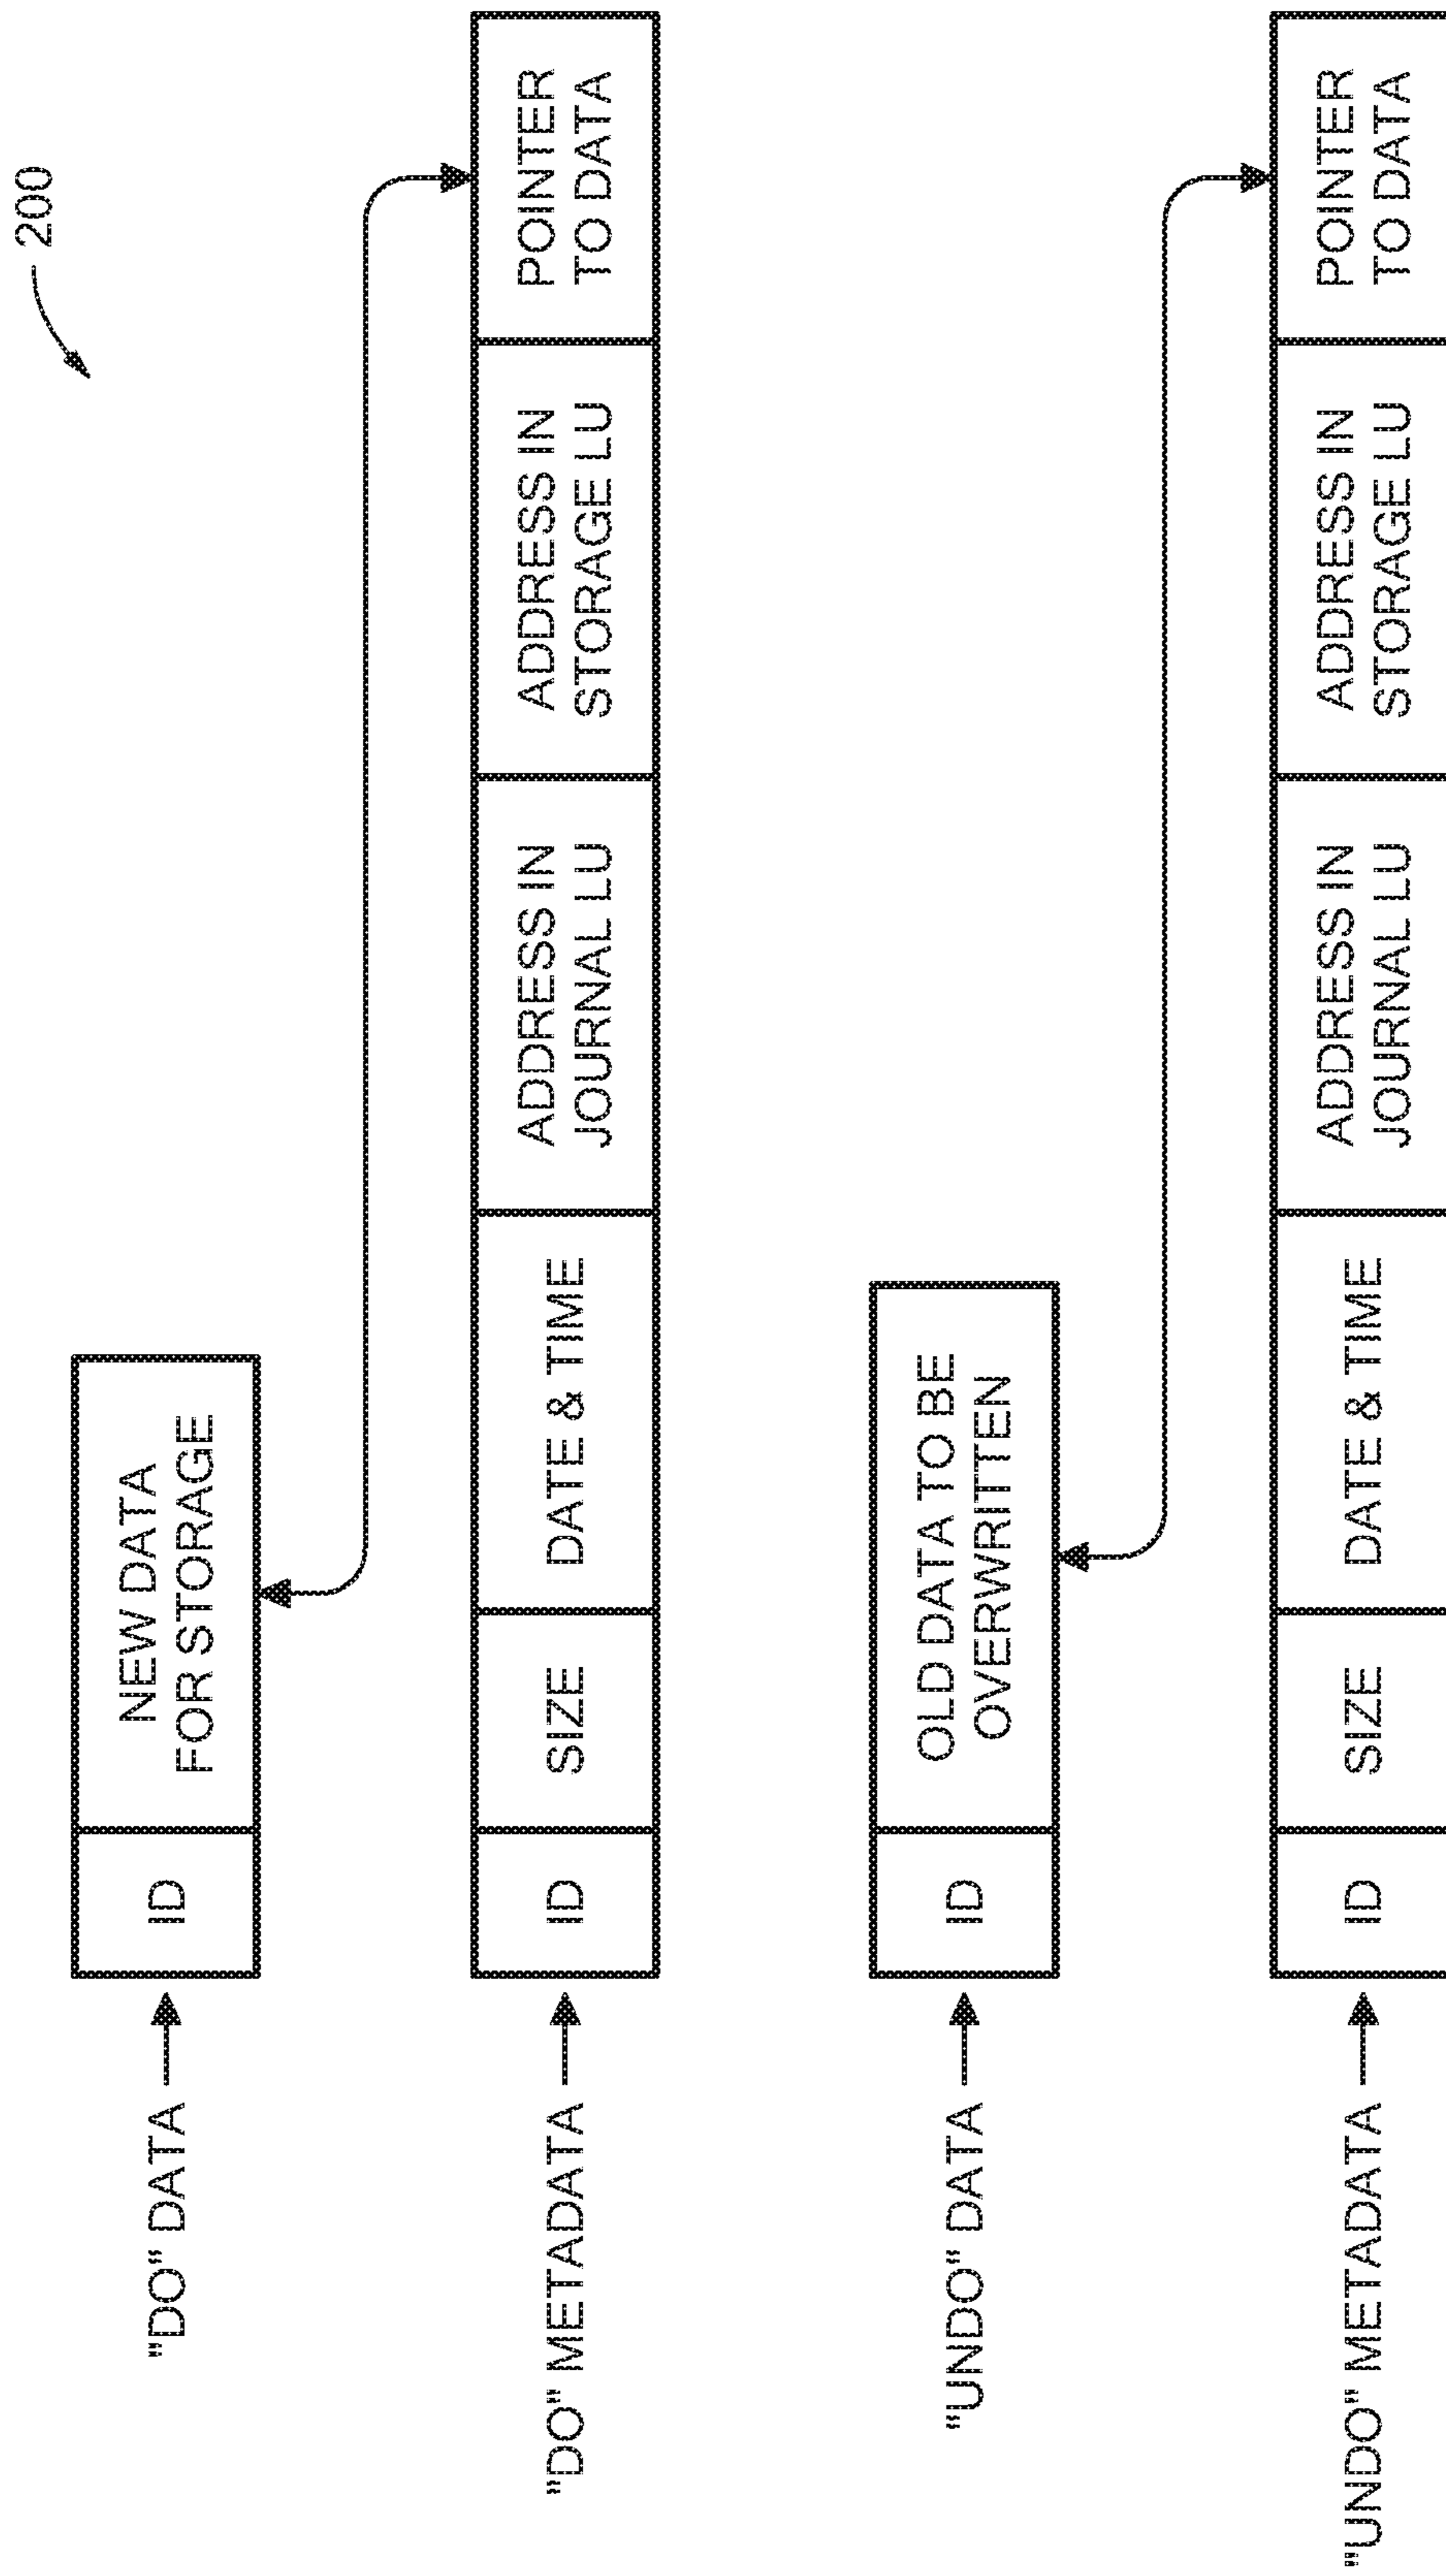 200
"DO" DATA
ID
NEW DATA
FOR STORAGE
"DO" METADATA
ID
SIZE
DATE & TIME
ADDRESS IN
JOURNAL LU
ADDRESS IN
STORAGE LU
POINTER
TO DATA
"UNDO" DATA
ID
OLD DATA TO BE
OVERWRITTEN
"UNDO" METADATA
ID
SIZE
DATE & TIME
ADDRESS IN
JOURNAL LU
ADDRESS IN
STORAGE LU
POINTER
TO DATA